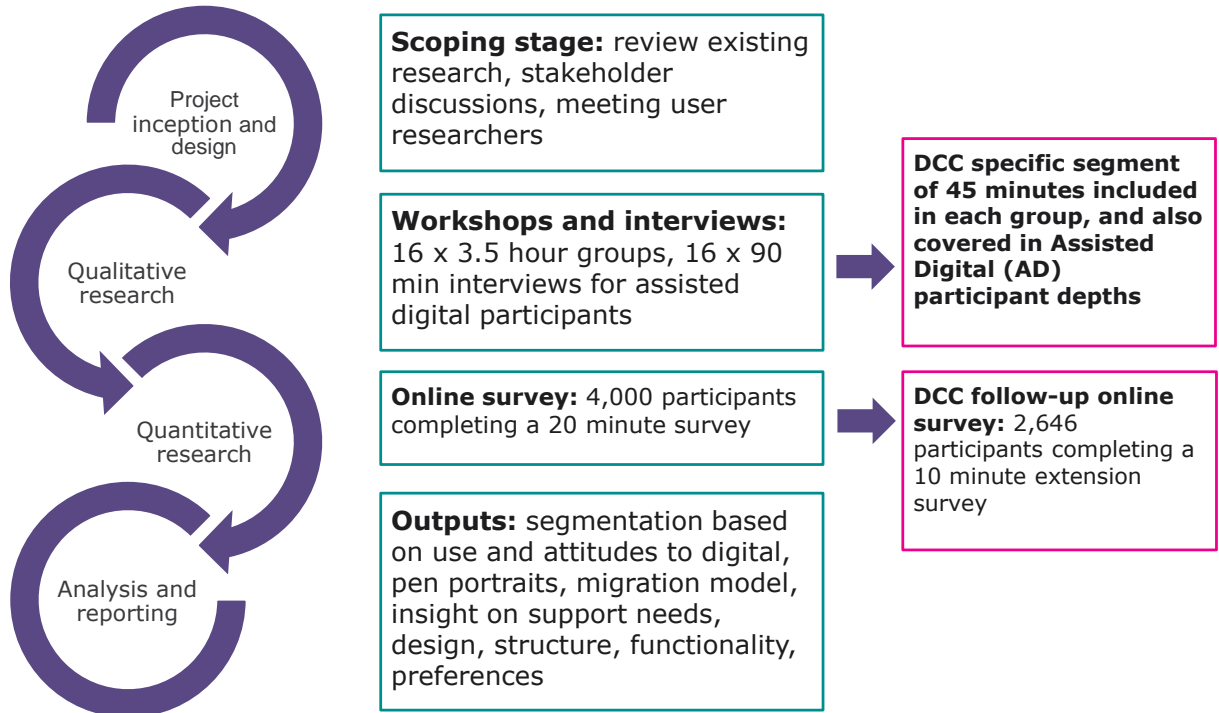 Project
inception and
design
Scoping stage: review existing
research, stakeholder
discussions, meeting user
researchers
Qualitative
research
Workshops and interviews:
16 x 3.5 hour groups, 16 x 90
min interviews for assisted
digital participants
DCC specific segment
of 45 minutes included
in each group, and also
covered in Assisted
Digital (AD)
participant depths
Quantitative
research
Online survey: 4,000 participants
completing a 20 minute survey
DCC follow-up online
survey: 2,646
participants completing a
10 minute extension
survey
Analysis and
reporting
Outputs: segmentation based
on use and attitudes to digital,
pen portraits, migration model,
insight on support needs,
design, structure, functionality,
preferences